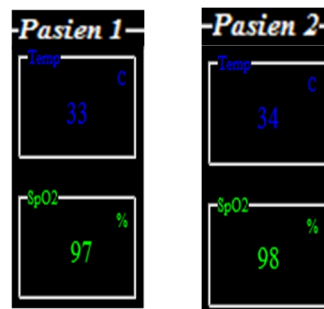 Pasien 1
Temp
C
33
SpO2
%
97
Pasien 2
Temp
C
34
SpO2
%
98